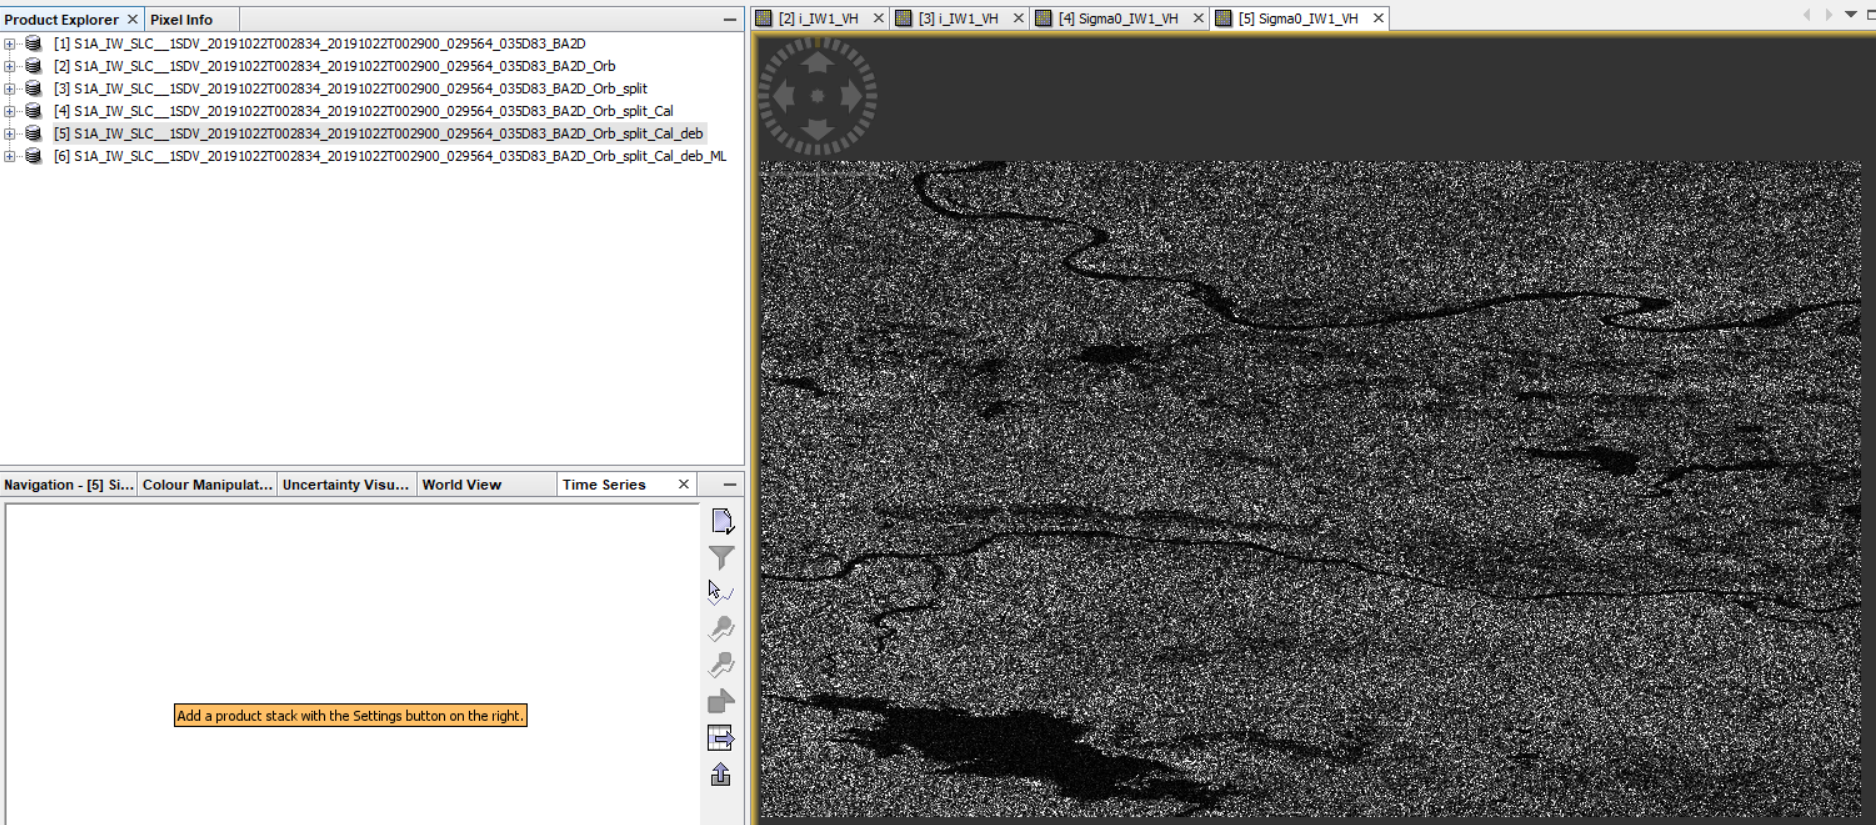 Product Explorer
Pixel Info
[1] S1A_IW_SLC__1SDV_20191022T002834_20191022T002900_029564_035D83_BA2D
[2] S1A_IW_SLC__1SDV_20191022T002834_20191022T002900_029564_035D83_BA2D_Orb
[3] S1A_IW_SLC__1SDV_20191022T002834_20191022T002900_029564_035D83_BA2D_Orb_split
[4] S1A_IW_SLC__1SDV_20191022T002834_20191022T002900_029564_035D83_BA2D_Orb_split_Cal
[5] S1A_IW_SLC__1SDV_20191022T002834_20191022T002900_029564_035D83_BA2D_Orb_split_Cal_deb
[6] S1A_IW_SLC__1SDV_20191022T002834_20191022T002900_029564_035D83_BA2D_Orb_split_Cal_deb_ML
Navigation - [5] Si...
Colour Manipulat...
Uncertainty Visu...
World View
Time Series
Add a product stack with the Settings button on the right.
[2] i_IW1_VH
[3] i_IW1_VH
[4] Sigma0_IW1_VH
[5] Sigma0_IW1_VH